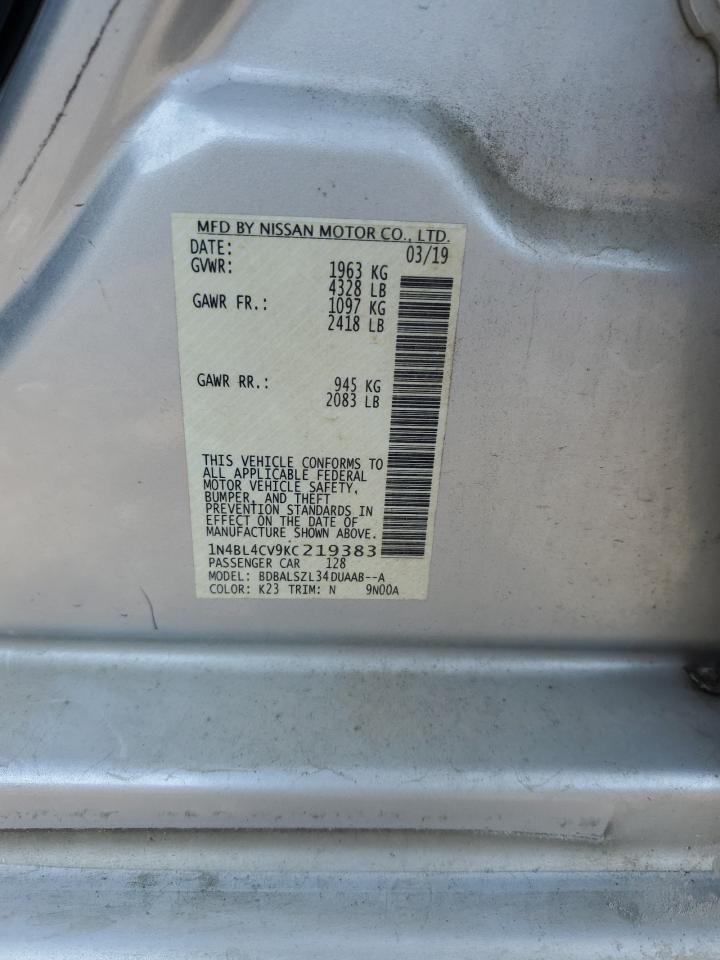 MFD BY NISSAN MOTOR CO., LTD.
DATE: 03/19
GVWR: 1963 KG
4328 LB
GAWR FR.: 1097 KG
2418 LB
GAWR RR.: 945 KG
2083 LB
THIS VEHICLE CONFORMS TO
ALL APPLICABLE FEDERAL
MOTOR VEHICLE SAFETY,
BUMPER, AND THEFT
PREVENTION STANDARDS IN
EFFECT ON THE DATE OF
MANUFACTURE SHOWN ABOVE.
1N4BL4CV9KC219383
PASSENGER CAR 128
MODEL: BDBALSZL34DUAAB--A
COLOR: K23 TRIM: N 9N00A